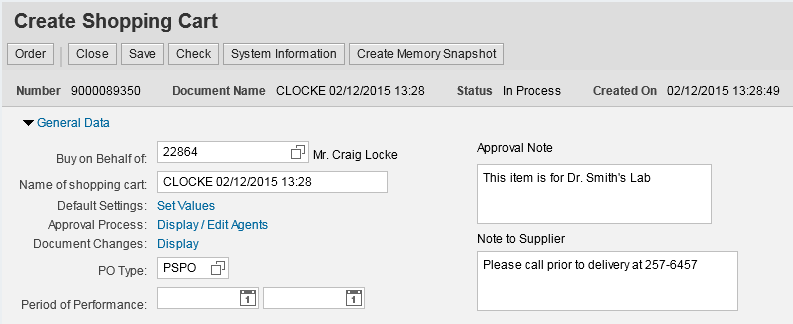 Create Shopping Cart
Order Close Save Check System Information Create Memory Snapshot
Number 9000089350 Document Name CLOCKE 02/12/2015 13:28 Status In Process Created On 02/12/2015 13:28:49
General Data
Buy on Behalf of: 22864 Mr. Craig Locke
Name of shopping cart: CLOCKE 02/12/2015 13:28
Default Settings: Set Values
Approval Process: Display / Edit Agents
Document Changes: Display
PO Type: PSPO
Period of Performance: 1 1
Approval Note
This item is for Dr. Smith's Lab
Note to Supplier
Please call prior to delivery at 257-6457